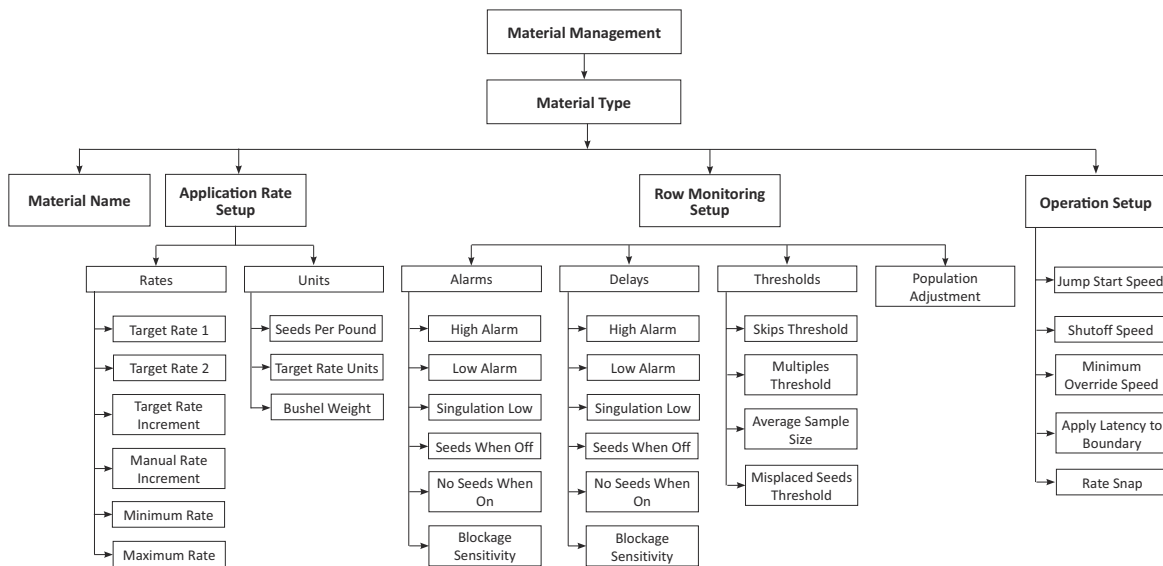 Material Management
Material Type
Material Name
Application Rate
Setup
Row Monitoring
Setup
Operation Setup
Rates
Target Rate 1
Target Rate 2
Target Rate
Increment
Manual Rate
Increment
Minimum Rate
Maximum Rate
Units
Seeds Per Pound
Target Rate Units
Bushel Weight
Alarms
High Alarm
Low Alarm
Singulation Low
Seeds When Off
No Seeds When
On
Blockage
Sensitivity
Delays
High Alarm
Low Alarm
Singulation Low
Seeds When Off
No Seeds When
On
Blockage
Sensitivity
Thresholds
Skips Threshold
Multiples
Threshold
Average Sample
Size
Misplaced Seeds
Threshold
Population
Adjustment
Jump Start Speed
Shutoff Speed
Minimum
Override Speed
Apply Latency to
Boundary
Rate Snap